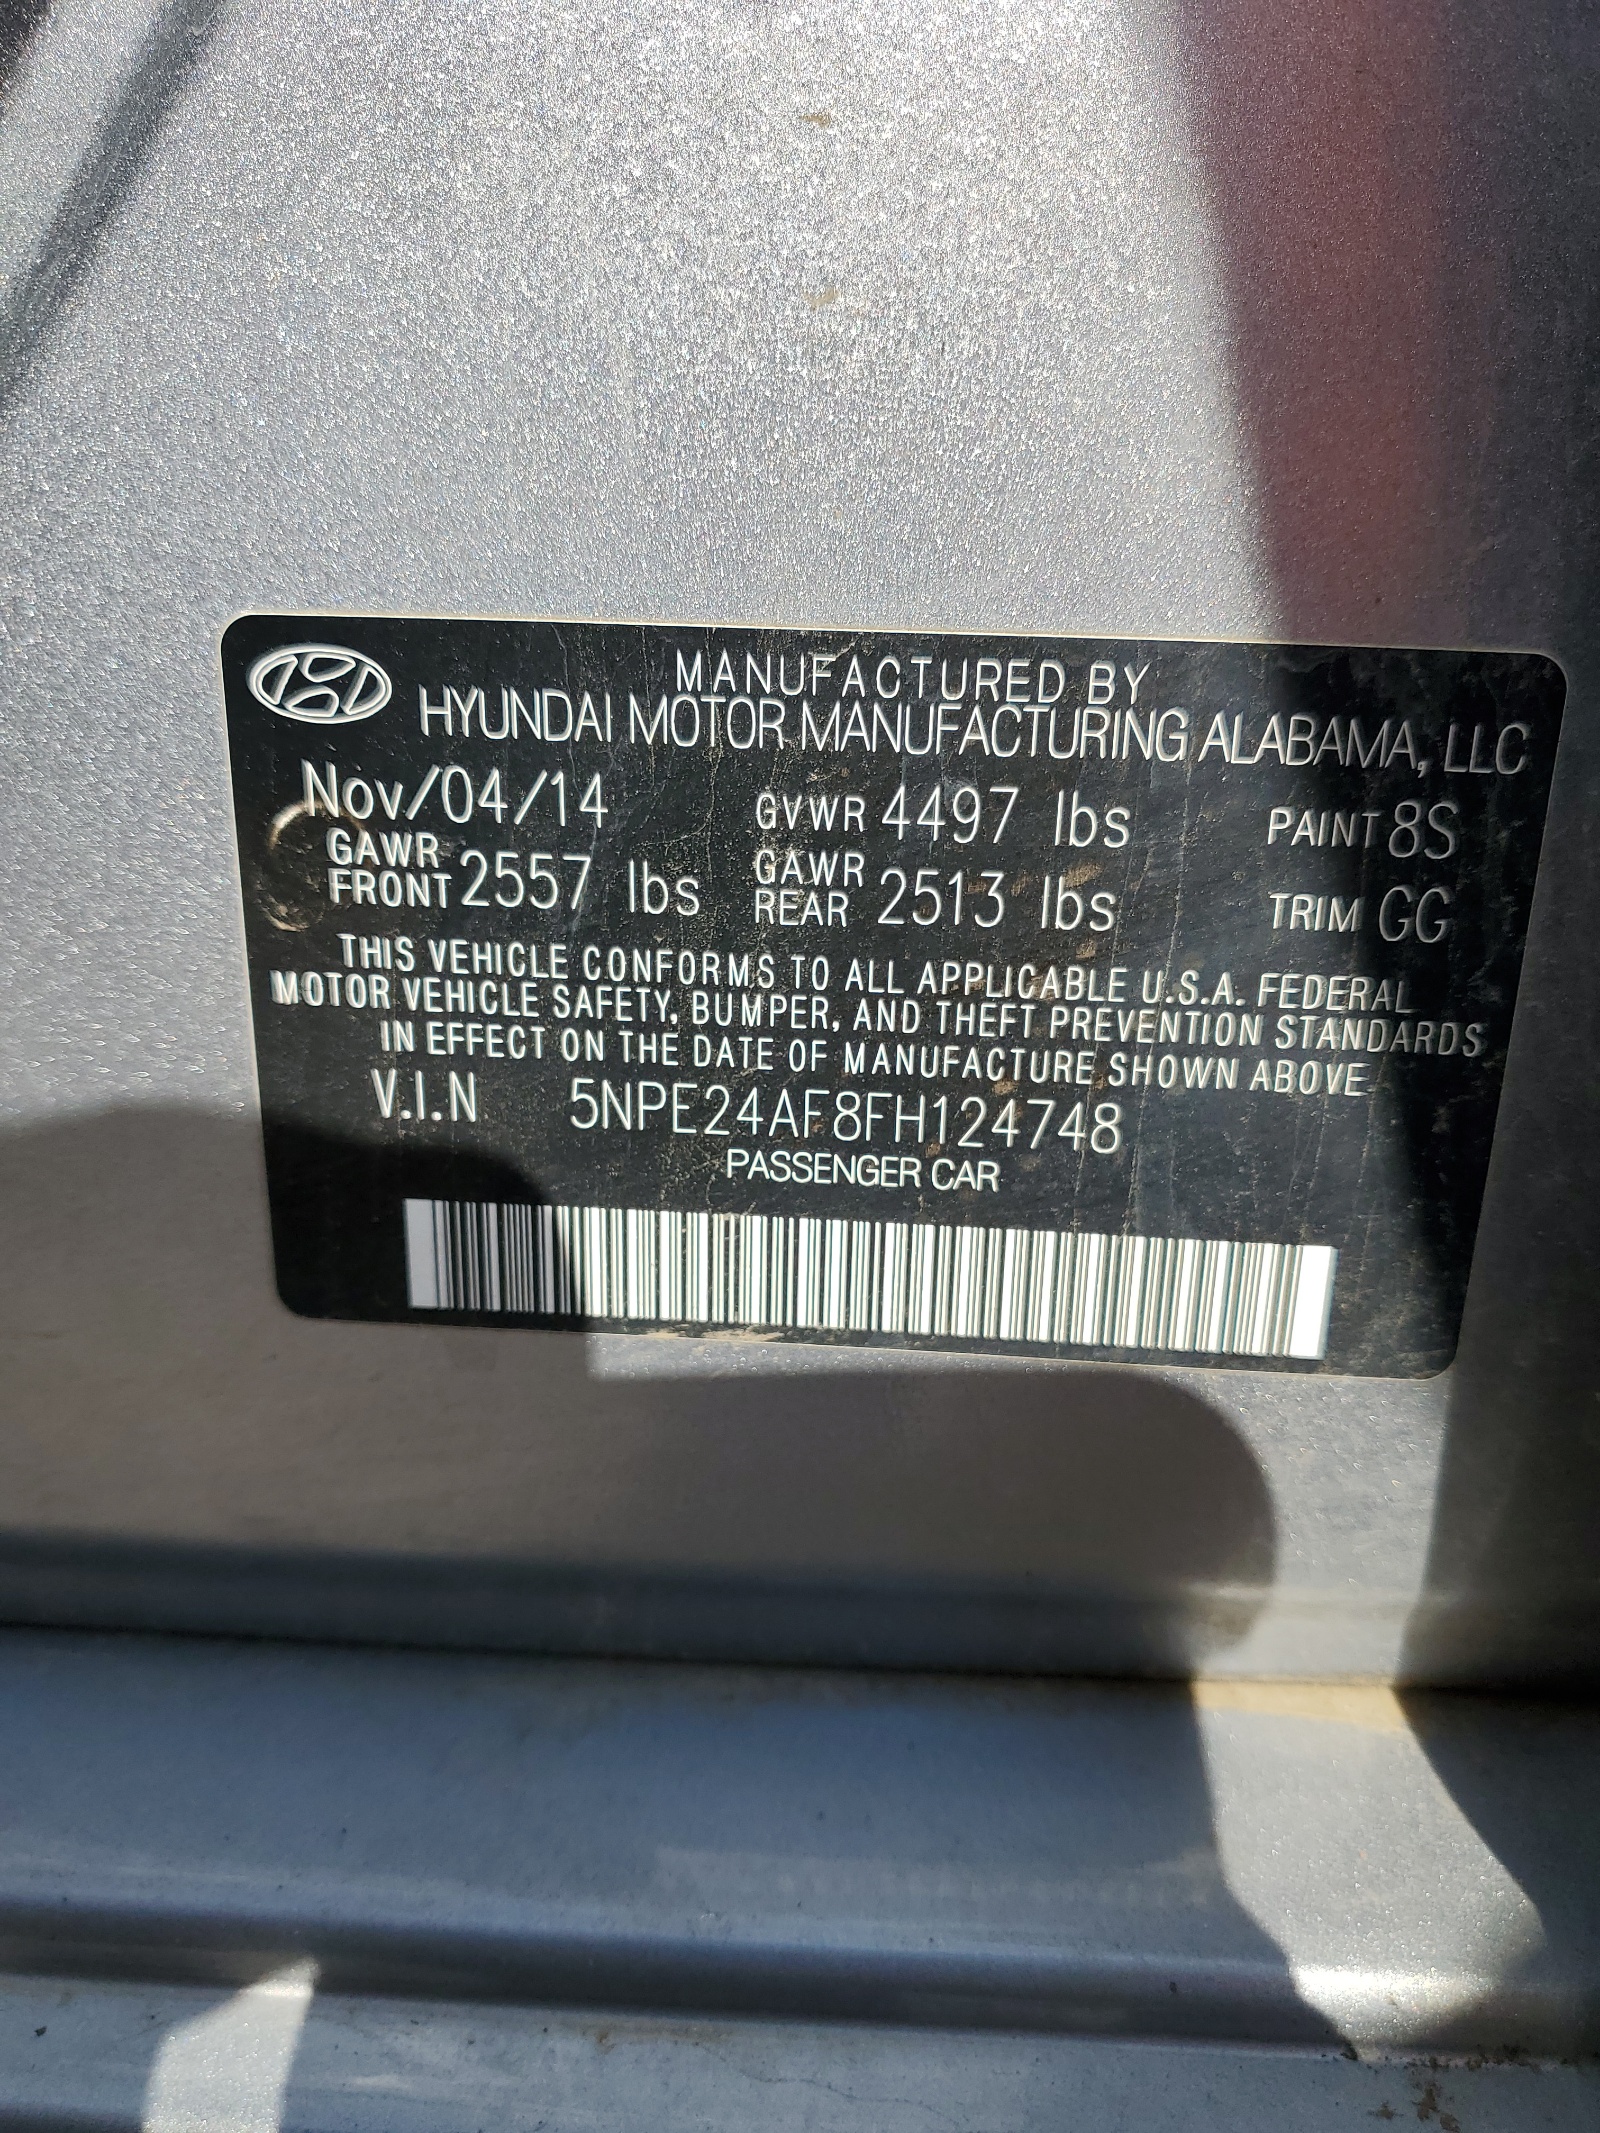 MANUFACTURED BY
HYUNDAI MOTOR MANUFACTURING ALABAMA, LLC
Nov/04/14 GVWR 4497 lbs PAINT 8S
GAWR FRONT 2557 lbs GAWR REAR 2513 lbs TRIM GG
THIS VEHICLE CONFORMS TO ALL APPLICABLE U.S.A. FEDERAL
MOTOR VEHICLE SAFETY, BUMPER, AND THEFT PREVENTION STANDARDS
IN EFFECT ON THE DATE OF MANUFACTURE SHOWN ABOVE
V.I.N 5NPE24AF8FH124748
PASSENGER CAR